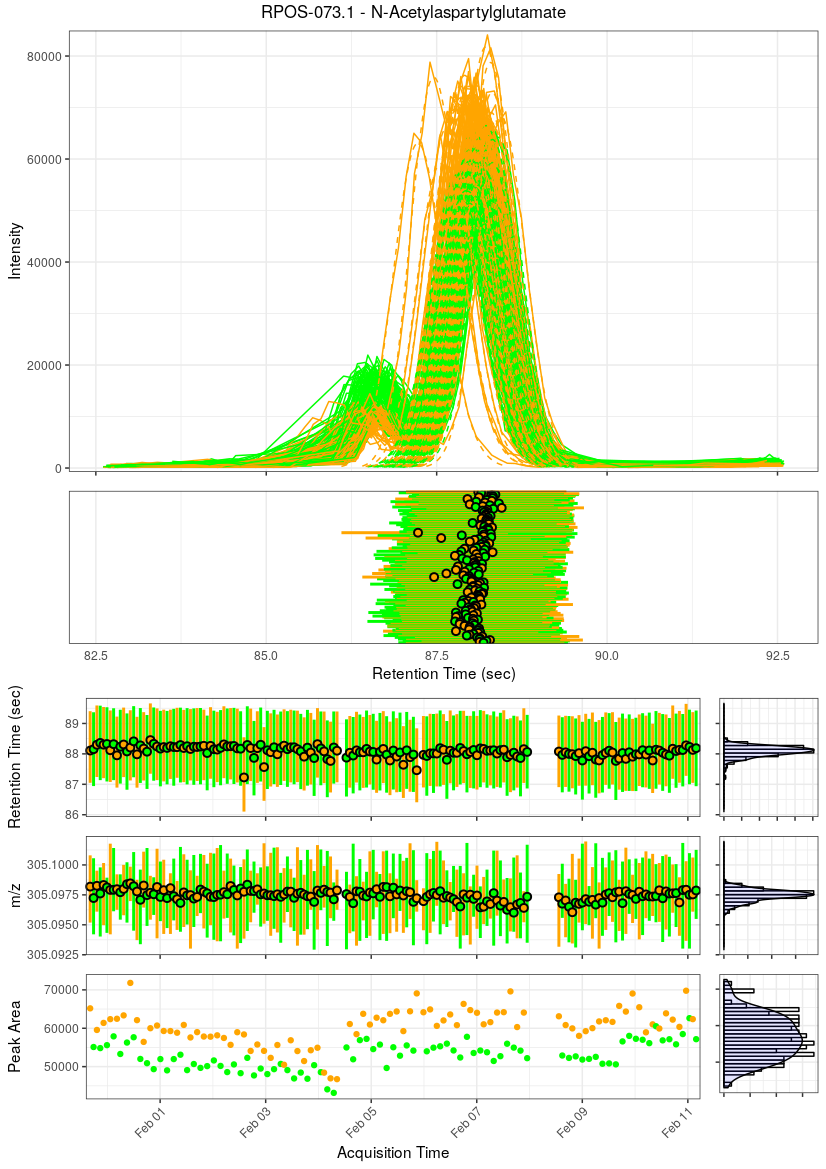 RPOS-073.1 - N-Acetylaspartylglutamate
80000
60000
40000
20000
0
Intensity
82.5 85.0 87.5 90.0 92.5
Retention Time (sec)
Retention Time (sec)
89
88
87
86
m/z
305.1000
305.0975
305.0950
305.0925
Peak Area
70000
60000
50000
Feb 01 Feb 03 Feb 05 Feb 07 Feb 09 Feb 11
Acquisition Time